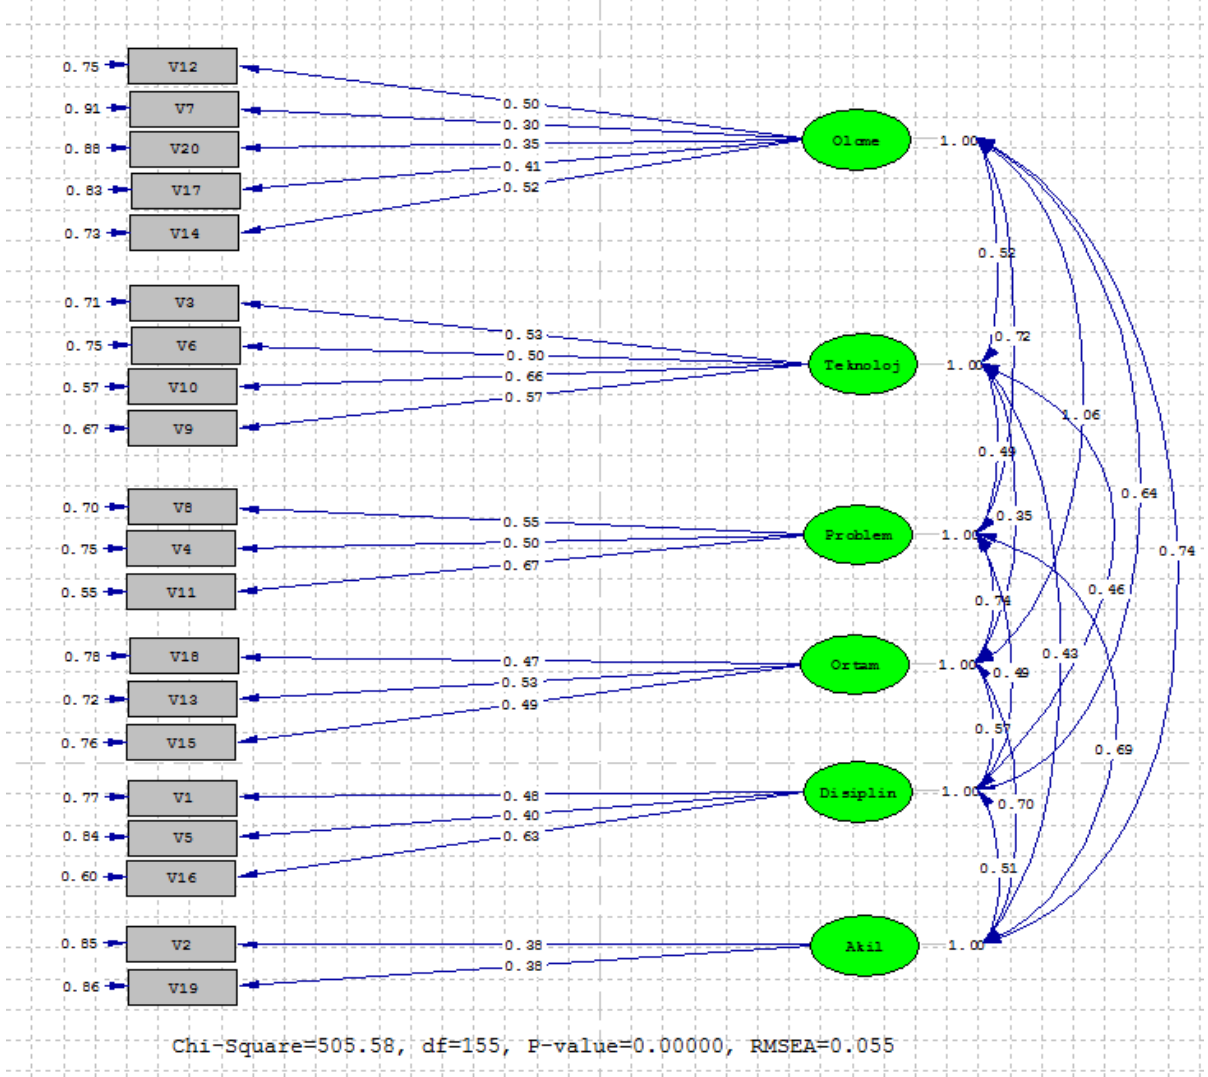 0.75 V12
0.50
0.91 V7
0.30
Olcme 1.00
0.88 V20
0.35
0.41
0.83 V17
0.52
0.73 V14
0.52
0.71 V3
0.53
0.72
0.75 V6
0.50
Teknoloj 1.00
0.66
0.57 V10
0.57
1.06
0.67 V9
0.49
0.64
0.70 V8
0.35
0.55
Problem 1.00
0.50
0.75 V4
0.74
0.67
0.46
0.55 V11
0.74
0.43
0.78 V18
0.47
Ortam 1.00
0.49
0.53
0.72 V13
0.49
0.57
0.76 V15
0.69
0.77 V1
0.48
Disiplin 1.00
0.70
0.40
0.84 V5
0.63
0.51
0.60 V16
0.85 V2
0.38
Akil 1.00
0.38
0.86 V19
Chi-Square=505.58, df=155, P-value=0.00000, RMSEA=0.055